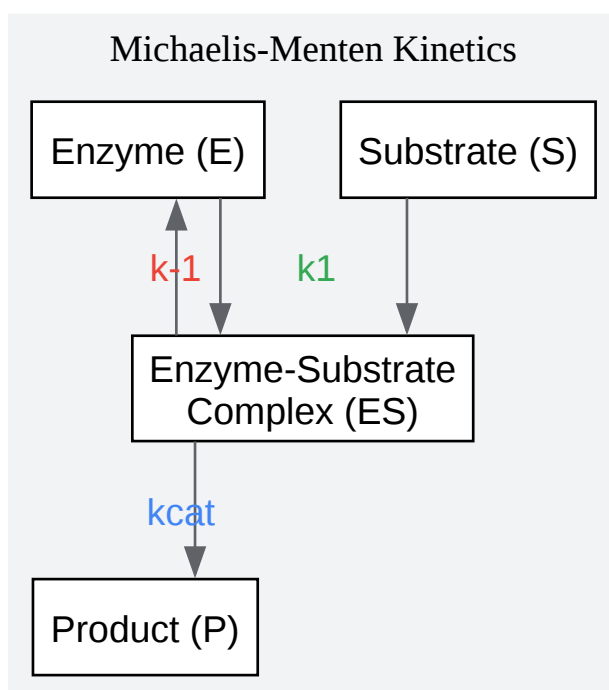 Michaelis-Menten Kinetics
Enzyme (E)
Substrate (S)
k-1
k1
Enzyme-Substrate
Complex (ES)
kcat
Product (P)